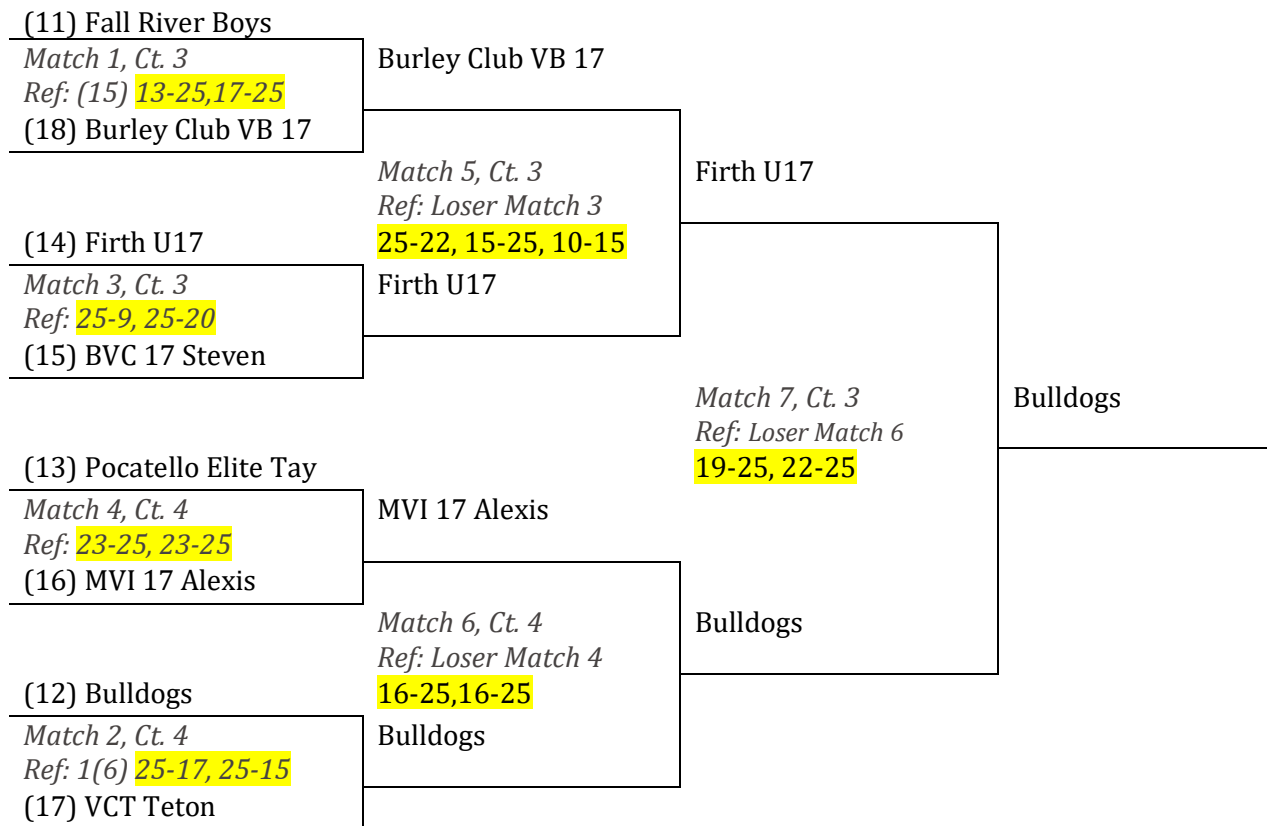 (11) Fall River Boys
Match 1, Ct. 3
Ref: (15) 13-25,17-25
(18) Burley Club VB 17
(14) Firth U17
Match 3, Ct. 3
Ref: 25-9, 25-20
(15) BVC 17 Steven
(13) Pocatello Elite Tay
Match 4, Ct. 4
Ref: 23-25, 23-25
(16) MVI 17 Alexis
(12) Bulldogs
Match 2, Ct. 4
Ref: 1(6) 25-17, 25-15
(17) VCT Teton
Burley Club VB 17
Match 5, Ct. 3
Ref: Loser Match 3
25-22, 15-25, 10-15
Firth U17
MVI 17 Alexis
Match 6, Ct. 4
Ref: Loser Match 4
16-25,16-25
Bulldogs
Firth U17
Match 7, Ct. 3
Ref: Loser Match 6
19-25, 22-25
Bulldogs
Bulldogs